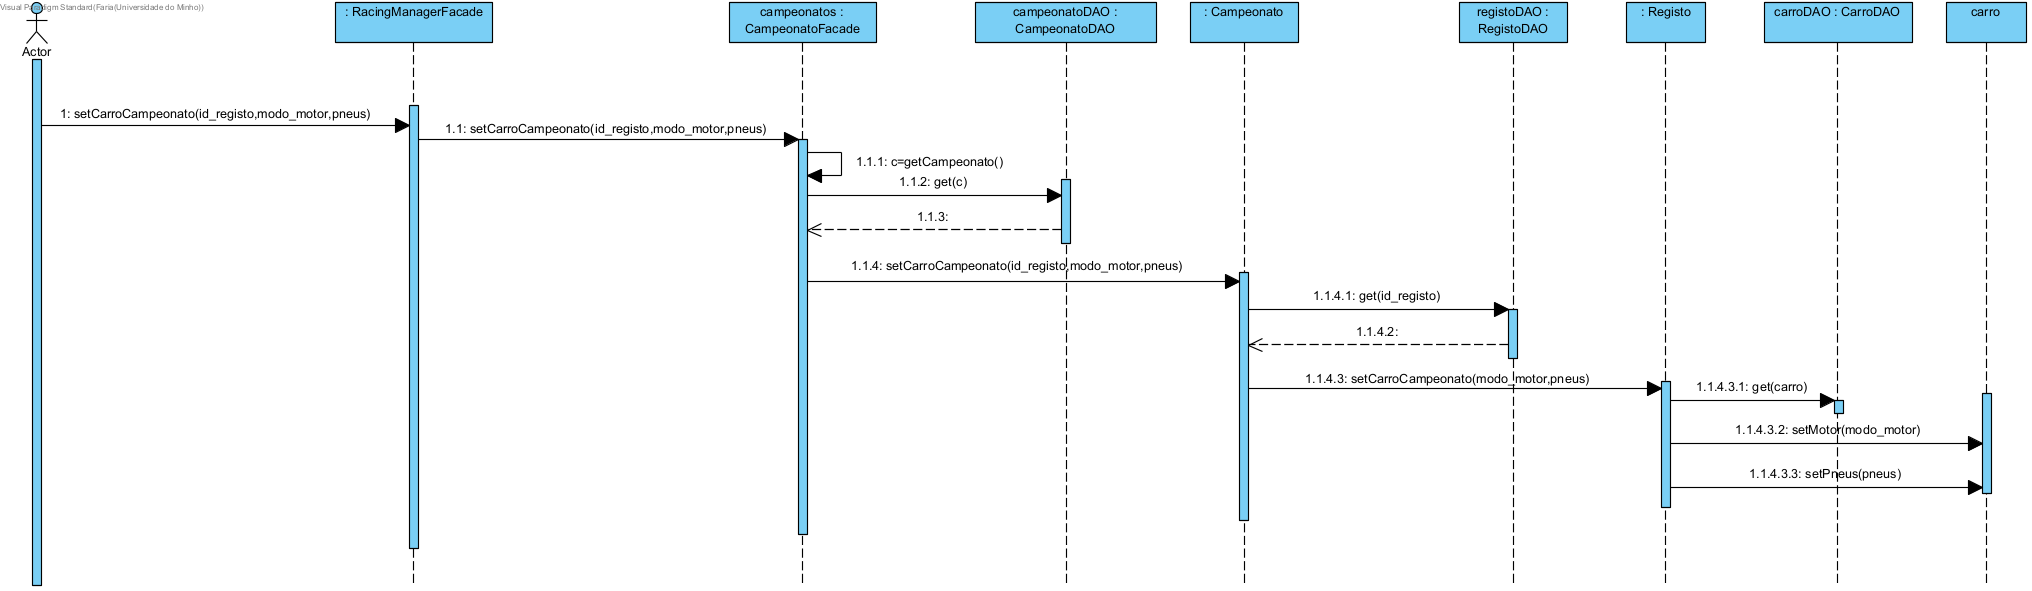 Visual Paradigm Standard(Faria(Universidade do Minho))
Actor
: RacingManagerFacade
campeonatos :
CampeonatoFacade
campeonatoDAO :
CampeonatoDAO
: Campeonato
registoDAO :
RegistoDAO
: Registo
carroDAO : CarroDAO
carro
1: setCarroCampeonato(id_registo,modo_motor,pneus)
1.1: setCarroCampeonato(id_registo,modo_motor,pneus)
1.1.1: c=getCampeonato()
1.1.2: get(c)
1.1.3:
1.1.4: setCarroCampeonato(id_registo,modo_motor,pneus)
1.1.4.1: get(id_registo)
1.1.4.2:
1.1.4.3: setCarroCampeonato(modo_motor,pneus)
1.1.4.3.1: get(carro)
1.1.4.3.2: setMotor(modo_motor)
1.1.4.3.3: setPneus(pneus)